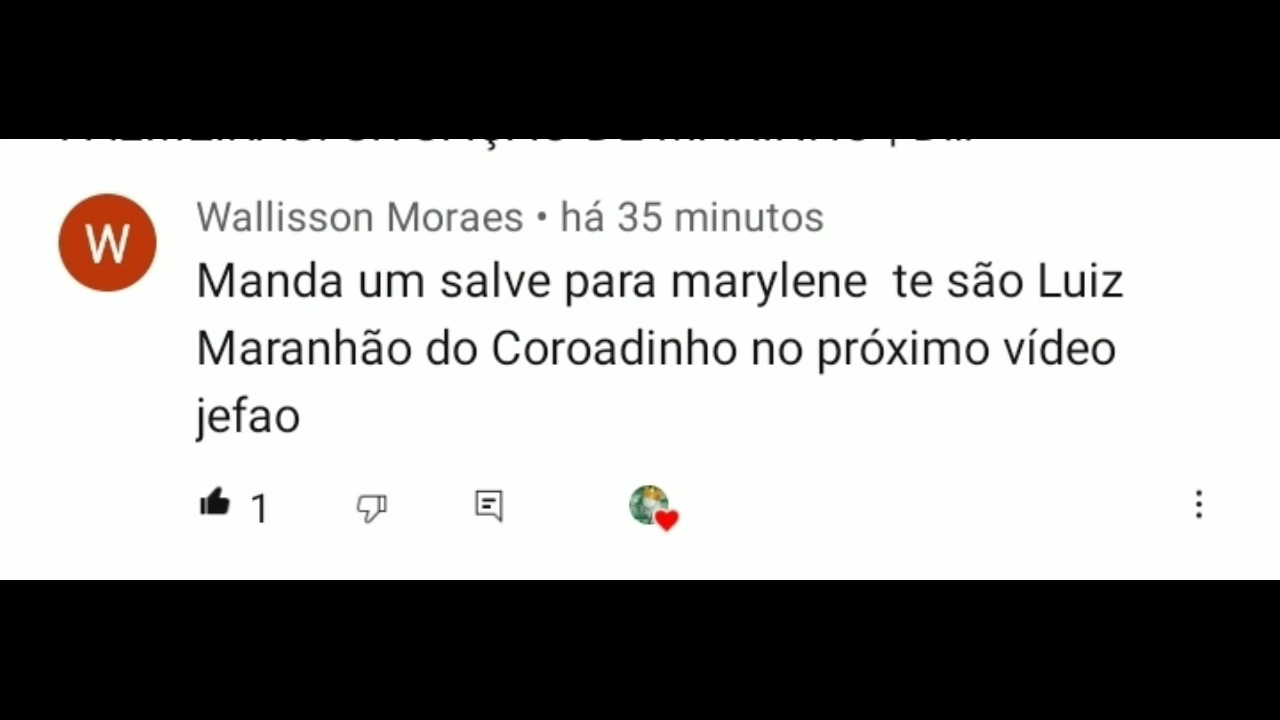 W
Wallisson Moraes • há 35 minutos
Manda um salve para marylene  te são Luiz
Maranhão do Coroadinho no próximo vídeo
jefao
1